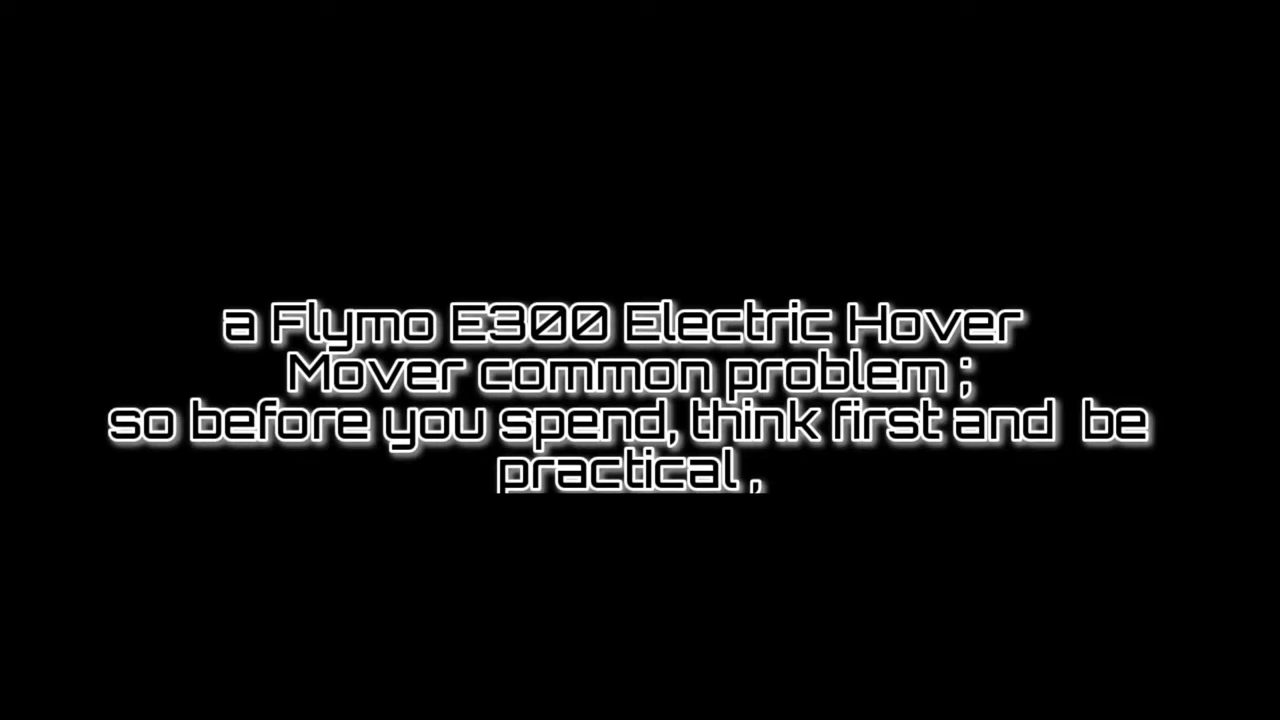 a Flymo E300 Electric Hover
Mover common problem ;
so before you spend, think first and  be
practical ,